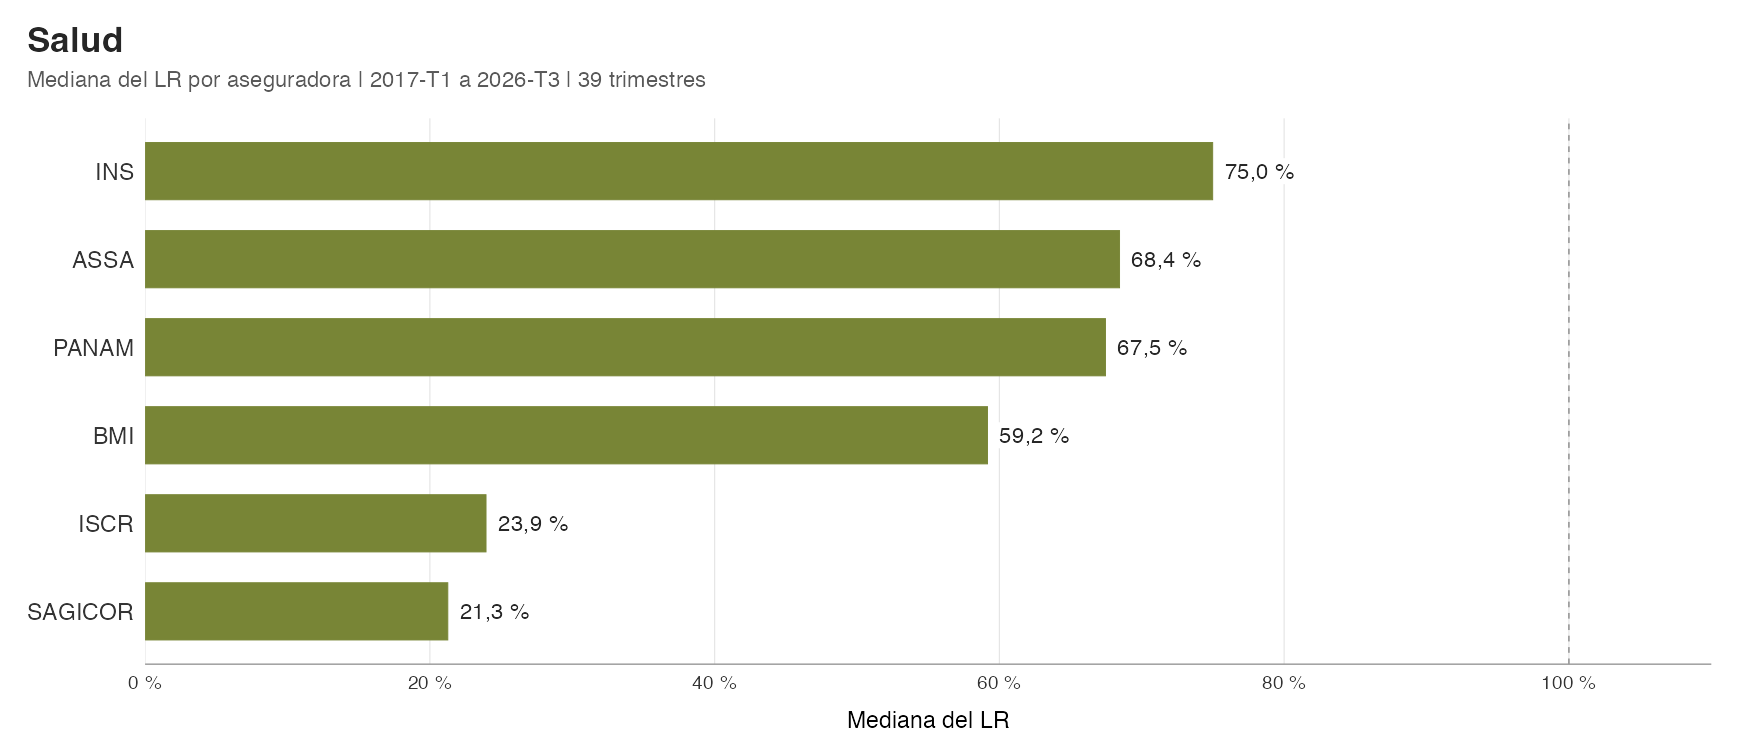 Salud
Mediana del LR por aseguradora | 2017-T1 a 2026-T3 | 39 trimestres
INS 75,0 %
ASSA 68,4 %
PANAM 67,5 %
BMI 59,2 %
ISCR 23,9 %
SAGICOR 21,3 %
0 % 20 % 40 % 60 % 80 % 100 %
Mediana del LR